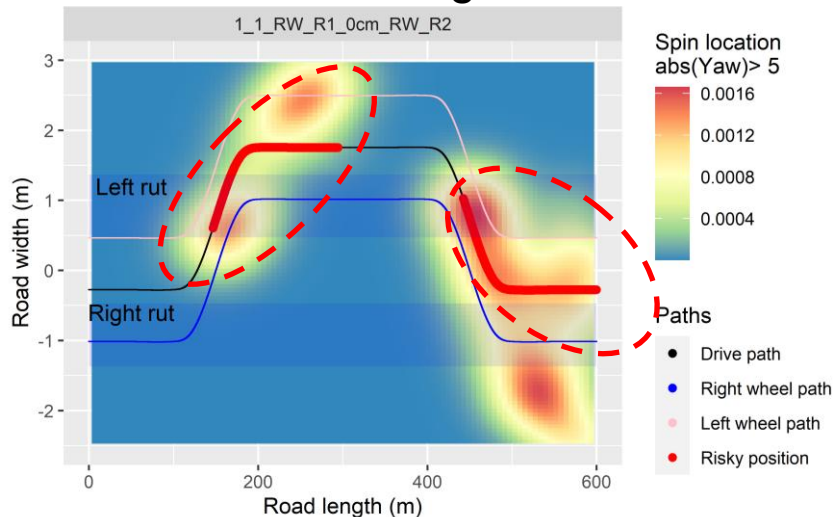 1_1_RW_R1_0cm_RW_R2
3
2
1
0
-1
-2
Road width (m)
Left rut
Right rut
0
200
400
600
Road length (m)
Spin location
abs(Yaw)> 5
0.0016
0.0012
0.0008
0.0004
Paths
Drive path
Right wheel path
Left wheel path
Risky position